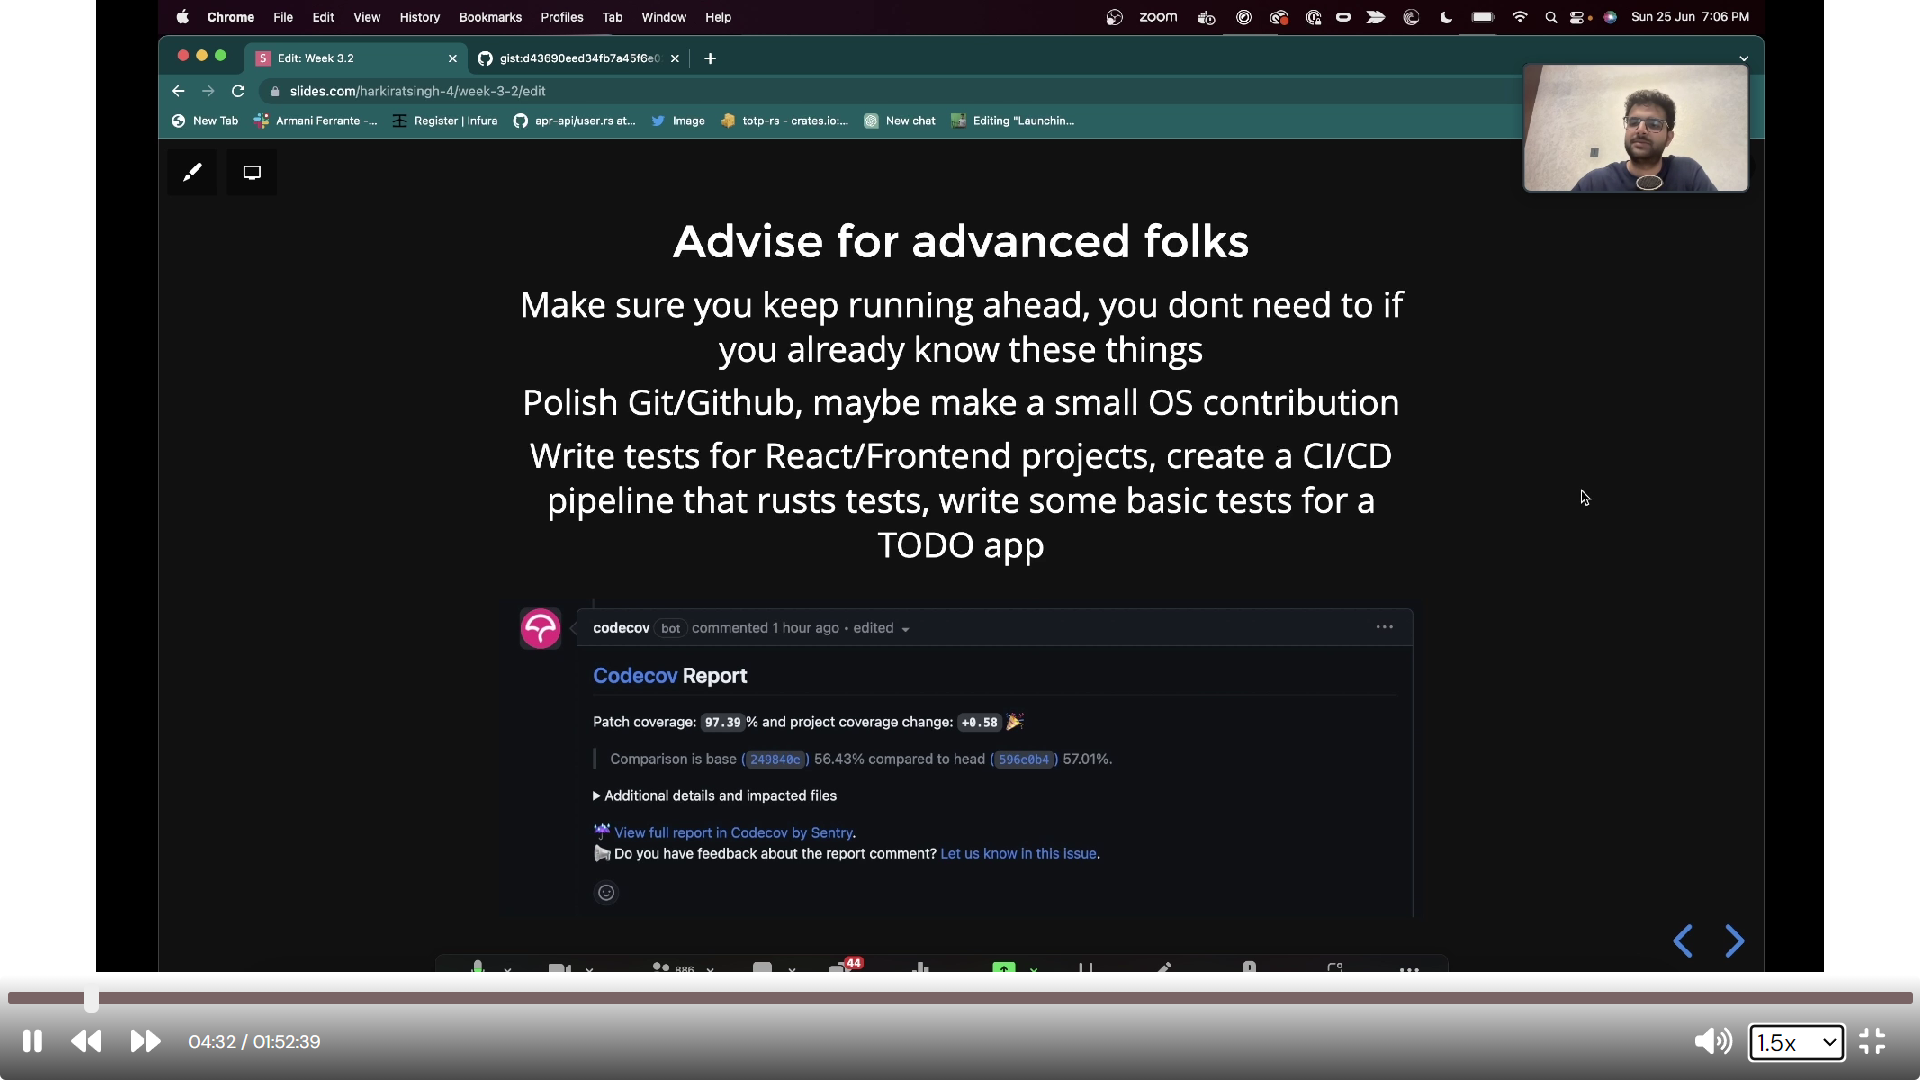 Chrome File Edit View History Bookmarks Profiles Tab Window Help zoom Sun 25 Jun 7:06 PM
S Edit: Week 3.2 gist:d43690eed34fb7a45f6e0
slides.com/harkiratsingh-4/week-3-2/edit
New Tab Armani Ferrante -... Register | Infura apr-api/user.rs at... Image totp-rs - crates.io:... New chat Editing "Launchin...
Advise for advanced folks
Make sure you keep running ahead, you dont need to if
you already know these things
Polish Git/Github, maybe make a small OS contribution
Write tests for React/Frontend projects, create a CI/CD
pipeline that rusts tests, write some basic tests for a
TODO app
codecov bot commented 1 hour ago • edited
Codecov Report
Patch coverage: 97.39 % and project coverage change: +0.58 🎉
Comparison is base (249840c) 56.43% compared to head (596c0b4) 57.01%.
Additional details and impacted files
☔ View full report in Codecov by Sentry.
📢 Do you have feedback about the report comment? Let us know in this issue.
44
04:32 / 01:52:39 1.5x